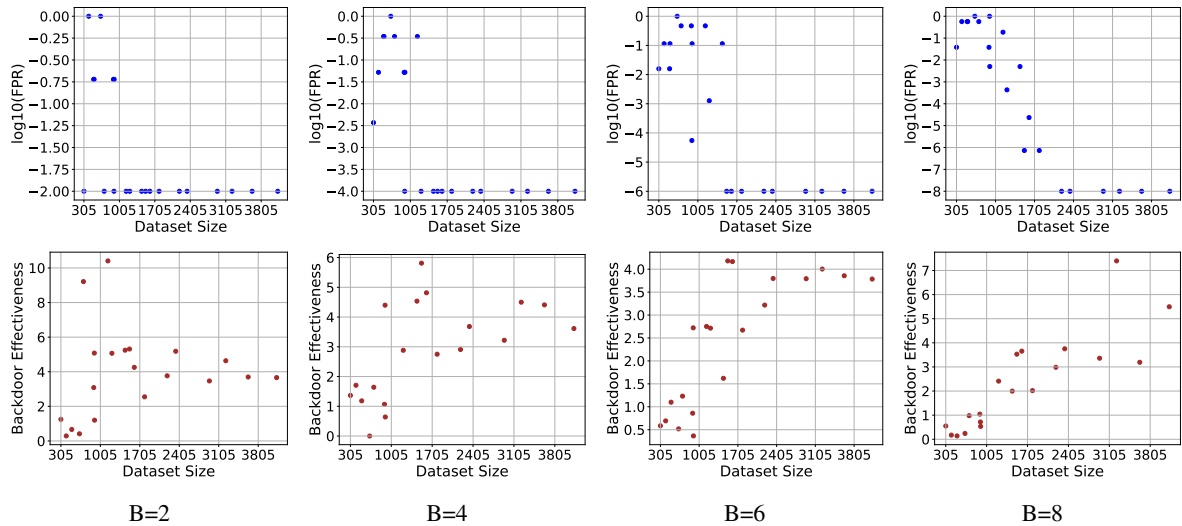 log10(FPR)
0.00
−0.25
−0.50
−0.75
−1.00
−1.25
−1.50
−1.75
−2.00
305 1005 1705 2405 3105 3805
Dataset Size
log10(FPR)
0.0
−0.5
−1.0
−1.5
−2.0
−2.5
−3.0
−3.5
−4.0
305 1005 1705 2405 3105 3805
Dataset Size
log10(FPR)
0
−1
−2
−3
−4
−5
−6
305 1005 1705 2405 3105 3805
Dataset Size
log10(FPR)
0
−1
−2
−3
−4
−5
−6
−7
−8
305 1005 1705 2405 3105 3805
Dataset Size
Backdoor Effectiveness
10
8
6
4
2
0
305 1005 1705 2405 3105 3805
Dataset Size
Backdoor Effectiveness
6
5
4
3
2
1
0
305 1005 1705 2405 3105 3805
Dataset Size
Backdoor Effectiveness
4.0
3.5
3.0
2.5
2.0
1.5
1.0
0.5
305 1005 1705 2405 3105 3805
Dataset Size
Backdoor Effectiveness
7
6
5
4
3
2
1
0
305 1005 1705 2405 3105 3805
Dataset Size
B=2 B=4 B=6 B=8